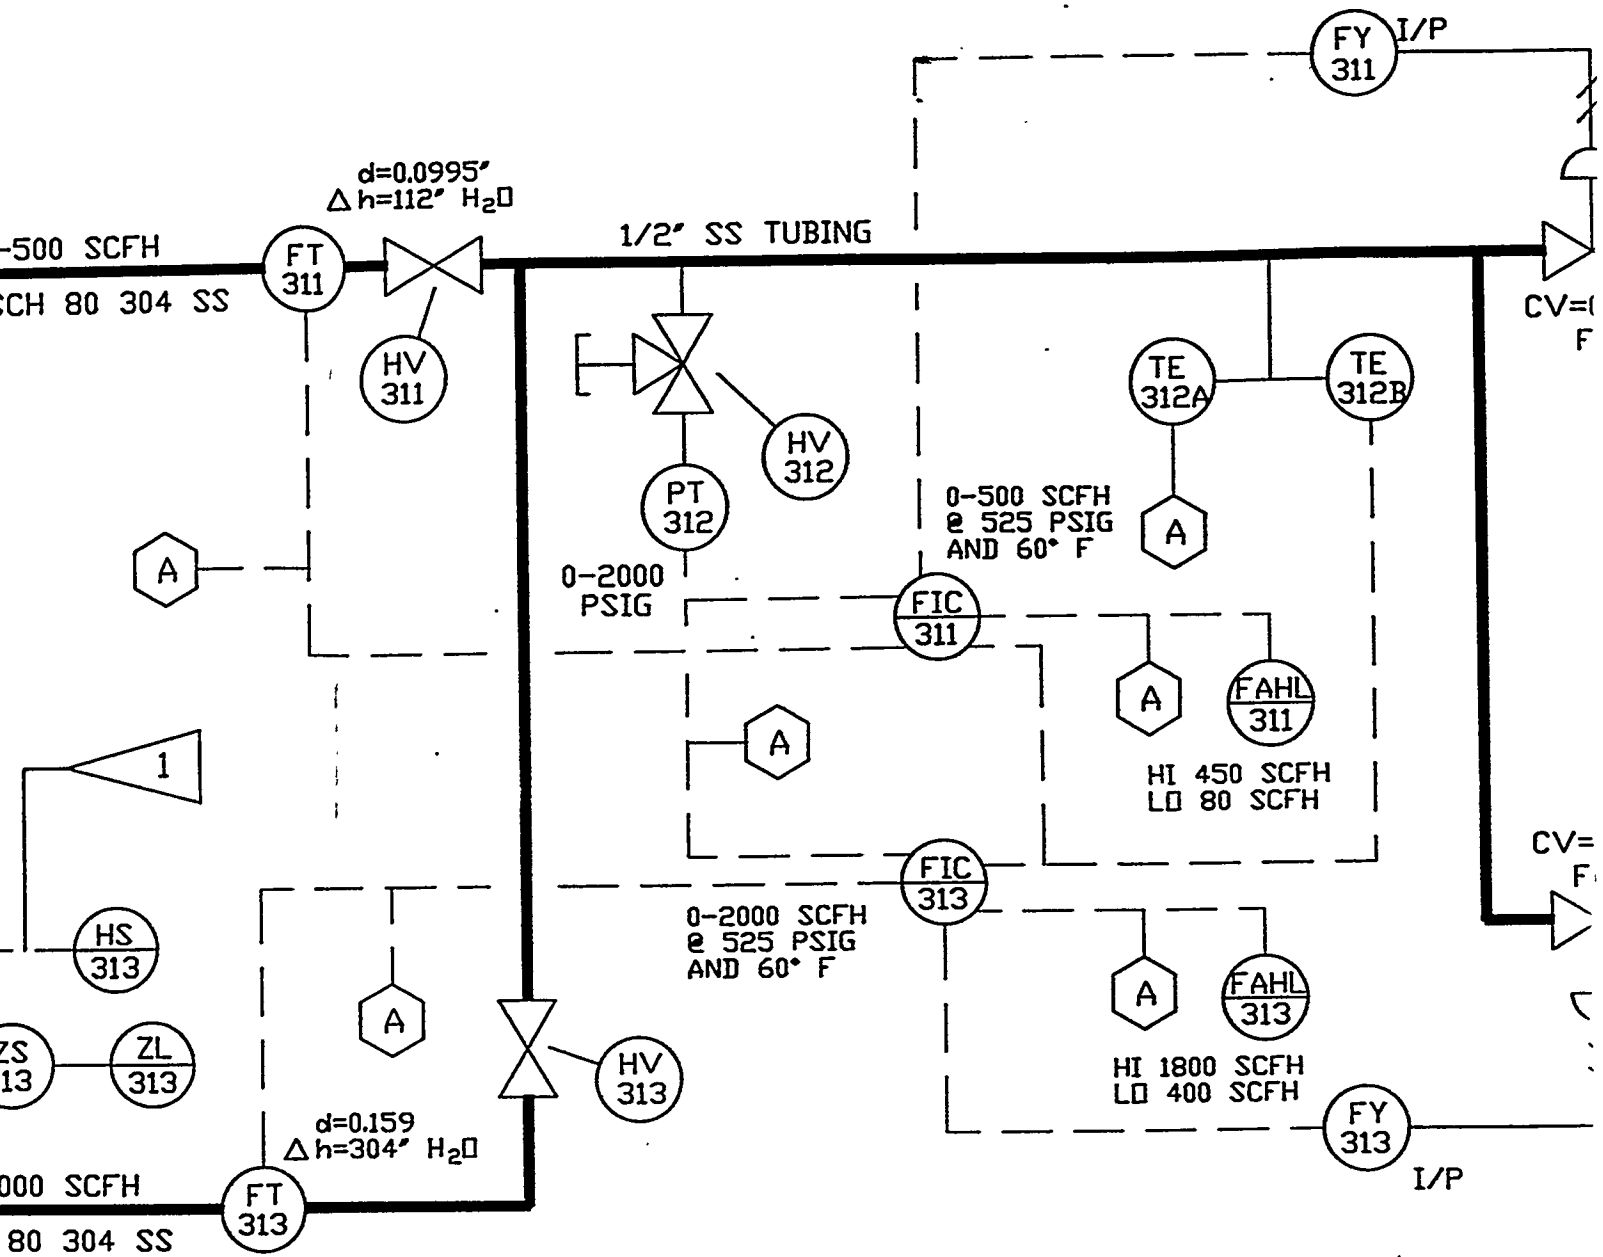 FY
311
I/P
d=0.0995"
Δ h=112" H₂O
-500 SCFH
FT
311
1/2" SS TUBING
SCH 80 304 SS
HV
311
CV=
F
TE
312A
TE
312B
HV
312
PT
312
0-500 SCFH
@ 525 PSIG
AND 60° F
A
A
0-2000
PSIG
FIC
311
A
FAHL
311
A
1
HI 450 SCFH
LO 80 SCFH
CV=
F
FIC
313
0-2000 SCFH
@ 525 PSIG
AND 60° F
HS
313
A
A
FAHL
313
ZS
13
ZL
313
HV
313
HI 1800 SCFH
LO 400 SCFH
d=0.159
Δ h=304" H₂O
FY
313
I/P
000 SCFH
FT
313
80 304 SS